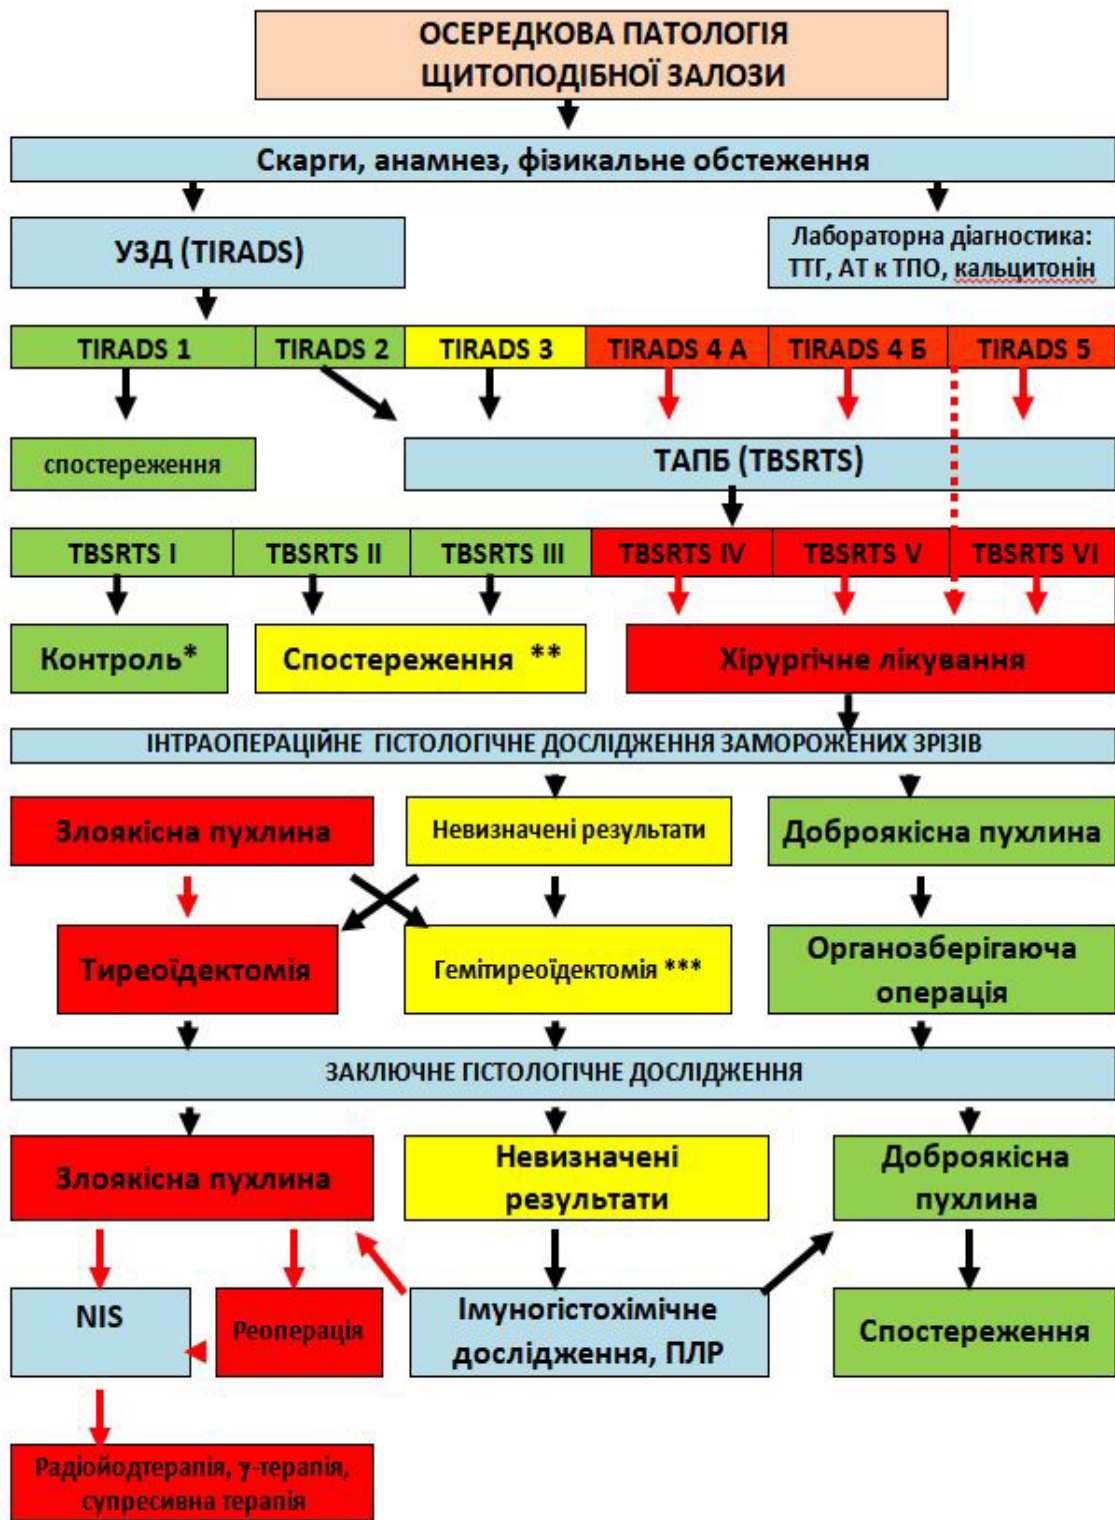 ОСЕРЕДКОВА ПАТОЛОГІЯ
ЩИТОПОДІБНОЇ ЗАЛОЗИ
Скарги, анамнез, фізикальне обстеження
УЗД (TIRADS)
Лабораторна діагностика:
ТТГ, АТ к ТПО, кальцитонін
TIRADS 1
TIRADS 2
TIRADS 3
TIRADS 4 А
TIRADS 4 Б
TIRADS 5
спостереження
ТАПБ (TBSRTS)
TBSRTS I
TBSRTS II
TBSRTS III
TBSRTS IV
TBSRTS V
TBSRTS VI
Контроль*
Спостереження **
Хірургічне лікування
ІНТРАОПЕРАЦІЙНЕ ГІСТОЛОГІЧНЕ ДОСЛІДЖЕННЯ ЗАМОРОЖЕНИХ ЗРІЗІВ
Злоякісна пухлина
Невизначені результати
Доброякісна пухлина
Тиреоїдектомія
Гемітиреоїдектомія ***
Органозберігаюча
операція
ЗАКЛЮЧНЕ ГІСТОЛОГІЧНЕ ДОСЛІДЖЕННЯ
Злоякісна пухлина
Невизначені
результати
Доброякісна
пухлина
NIS
Реоперація
Імуногістохімічне
дослідження, ПЛР
Спостереження
Радіойодтерапія, γ-терапія,
супресивна терапія